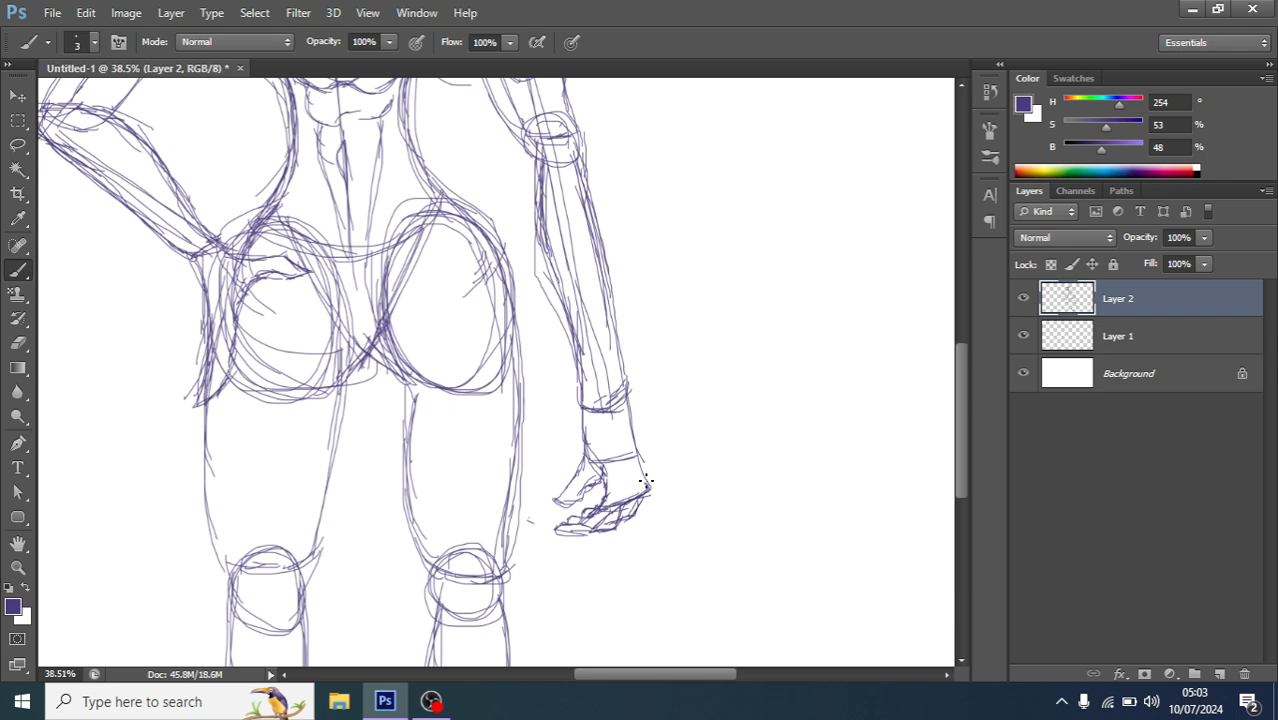 Ps File Edit Image Layer Type Select Filter 3D View Window Help
3 Mode: Normal Opacity: 100% Flow: 100% Essentials
Untitled-1 @ 38.5% (Layer 2, RGB/8) * ×
Color Swatches
H 254 °
S 53 %
B 48 %
Layers Channels Paths
Kind
Normal Opacity: 100%
Lock: Fill: 100%
Layer 2
Layer 1
Background
38.51% Doc: 45.8M/18.6M
Type here to search
Ps
05:03
10/07/2024
2